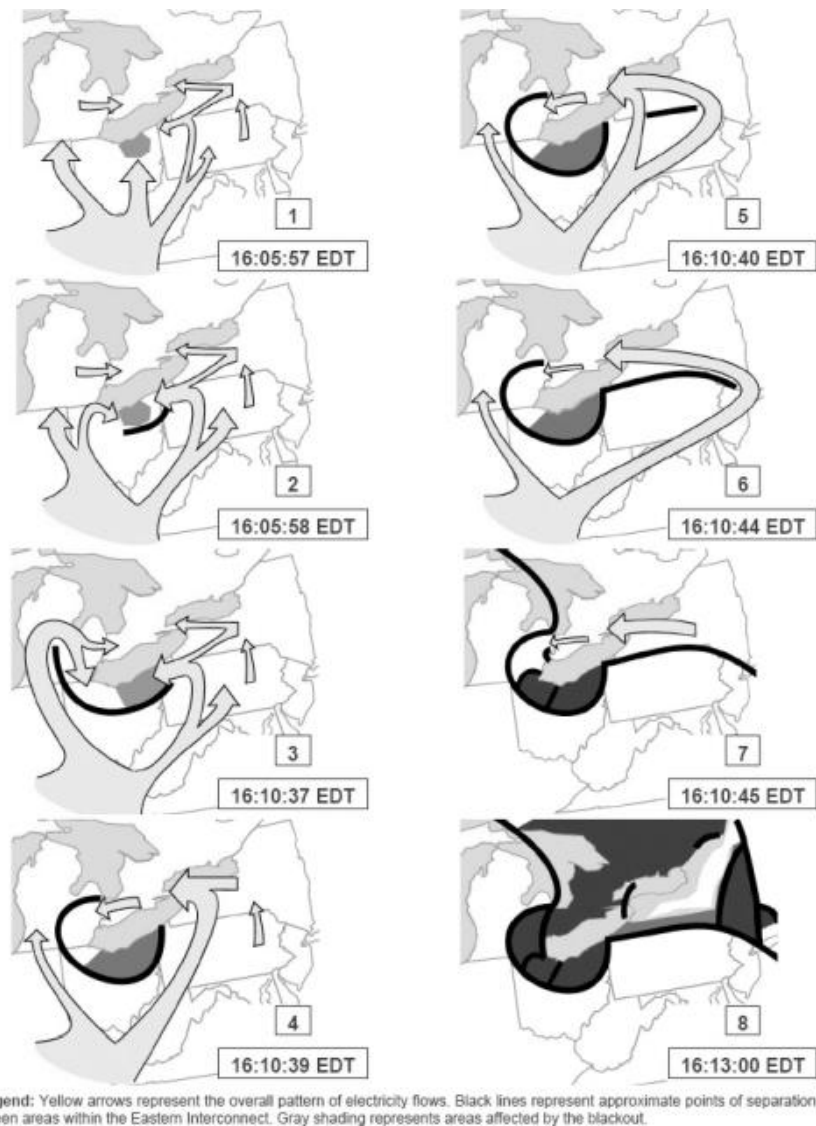 1
16:05:57 EDT
2
16:05:58 EDT
3
16:10:37 EDT
4
16:10:39 EDT
5
16:10:40 EDT
6
16:10:44 EDT
7
16:10:45 EDT
8
16:13:00 EDT
gend: Yellow arrows represent the overall pattern of electricity flows. Black lines represent approximate points of separation
een areas within the Eastern Interconnect. Gray shading represents areas affected by the blackout.